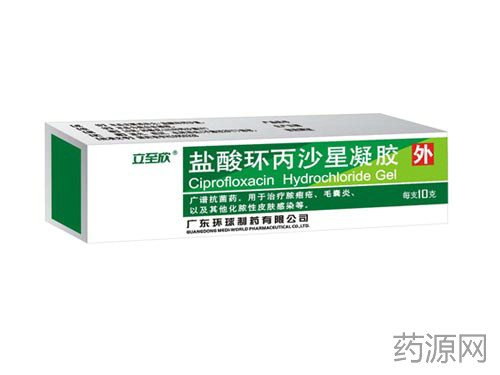 立至欣®
盐酸环丙沙星凝胶
外
Ciprofloxacin Hydrochloride Gel
广谱抗菌药。用于治疗脓疱疮、毛囊炎、
以及其他化脓性皮肤感染等。
每支10克
广东环球制药有限公司
GUANGDONG MEDI-WORLD PHARMACEUTICAL CO.,LTD.
药源网